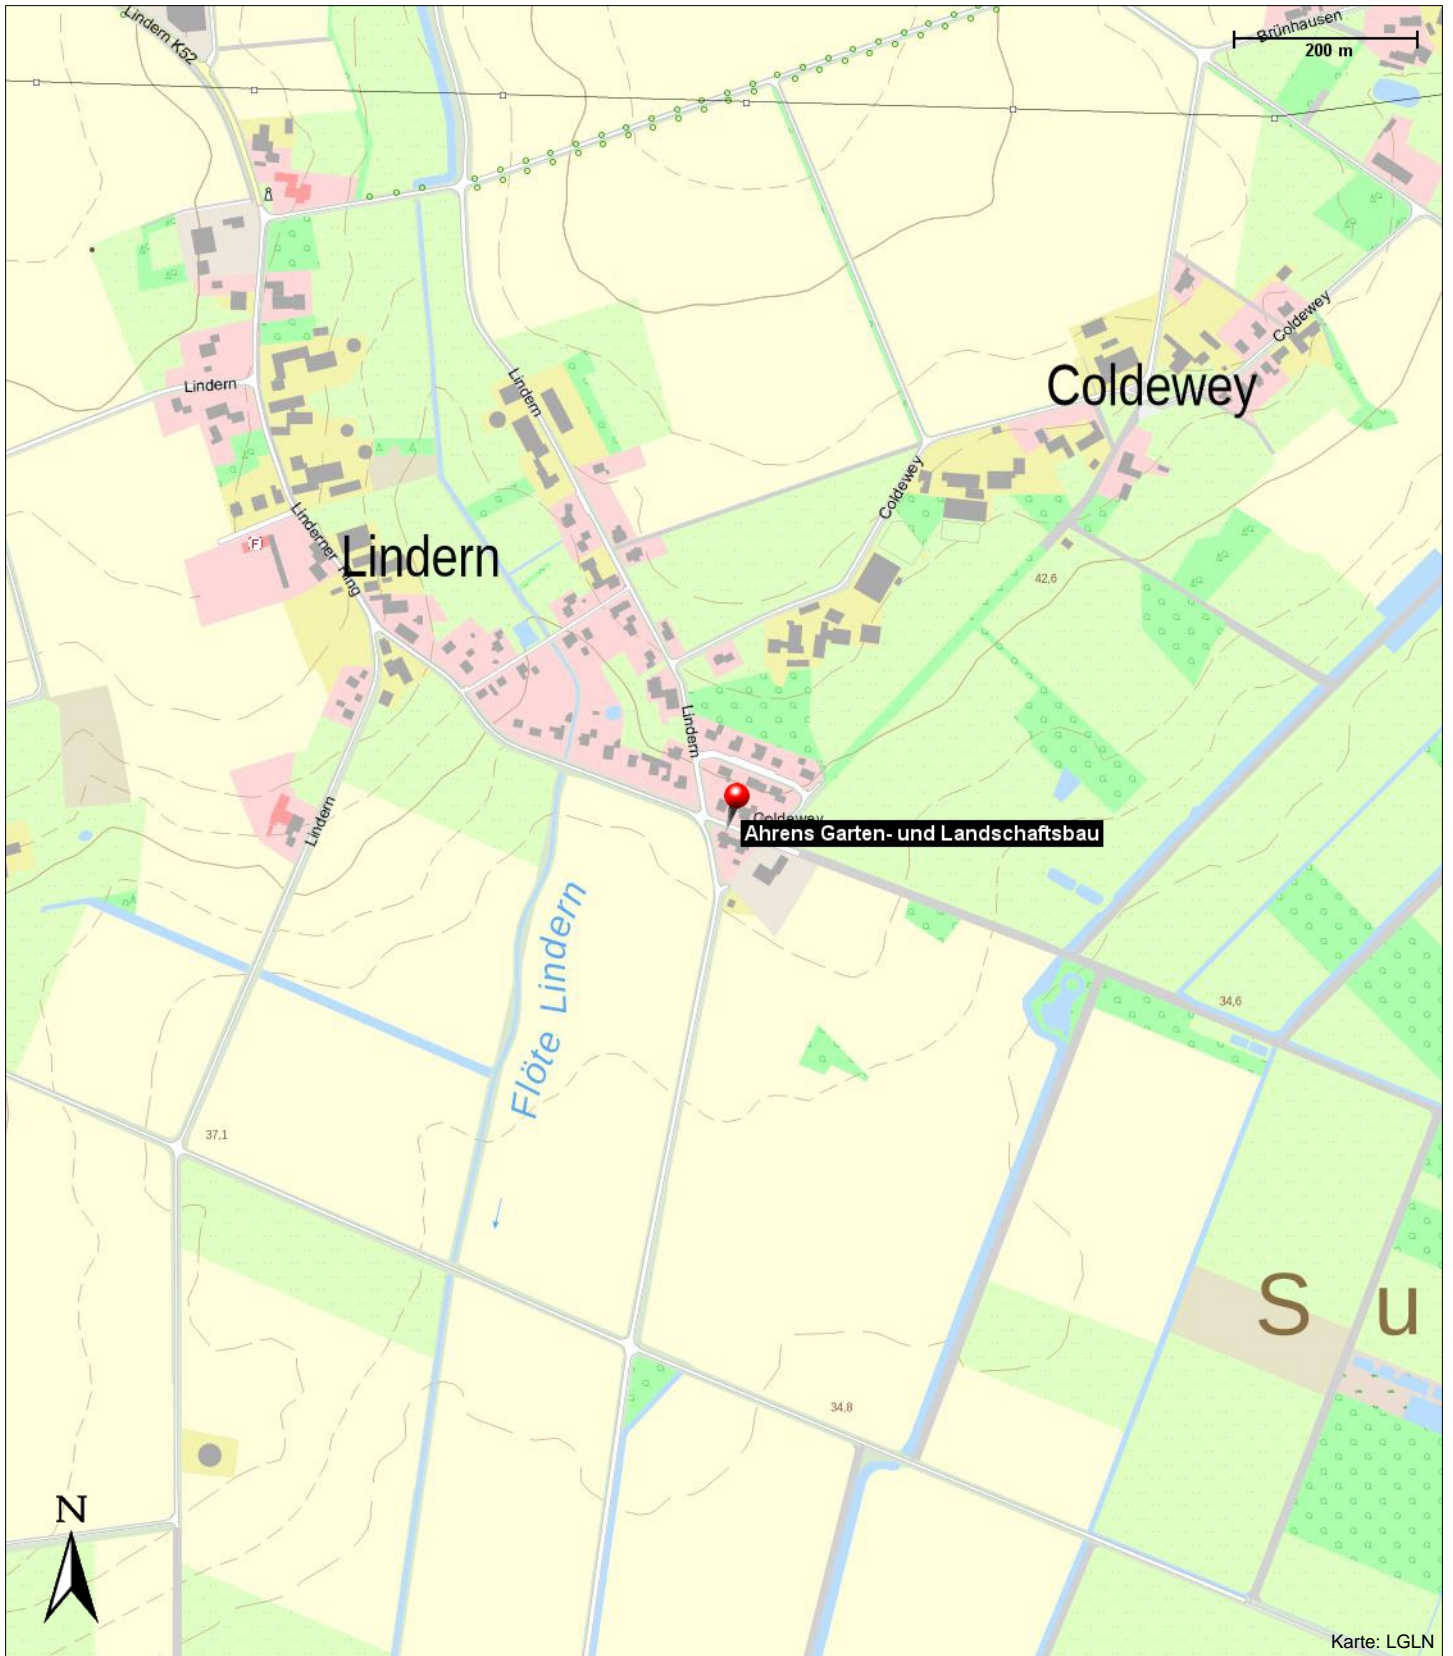 Lindern K52
Brünhausen
200 m
Coldewey
Lindern
Lindern
Coldewey
Coldewey
Linderner Ring
F
Lindern
42,6
Lindern
Lindern
Coldewey
Ahrens Garten- und Landschaftsbau
Flöte Lindern
34,6
37,1
S u
34,8
N
Karte: LGLN